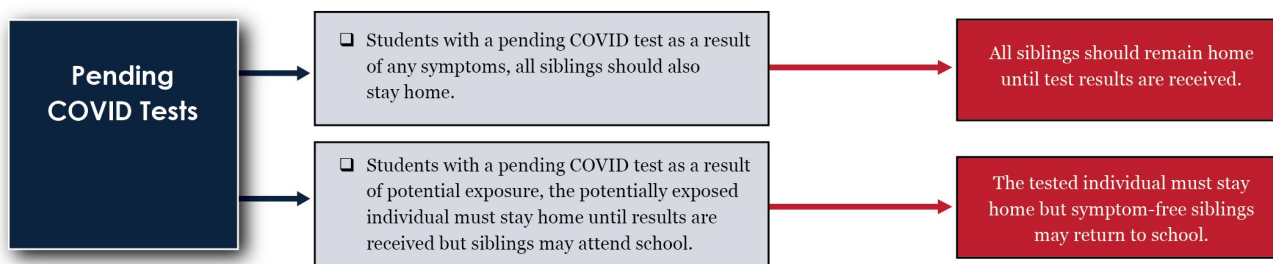 Pending
COVID Tests
❑ Students with a pending COVID test as a result
of any symptoms, all siblings should also
stay home.
All siblings should remain home
until test results are received.
❑ Students with a pending COVID test as a result
of potential exposure, the potentially exposed
individual must stay home until results are
received but siblings may attend school.
The tested individual must stay
home but symptom-free siblings
may return to school.